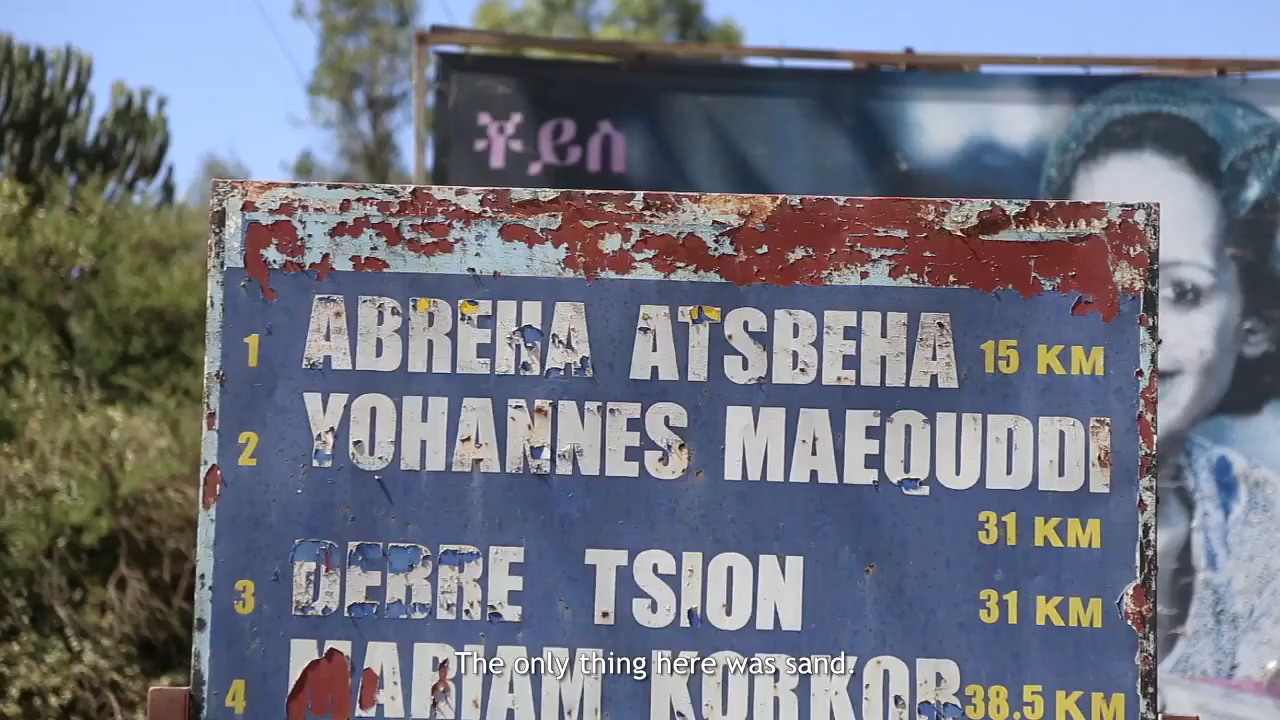 ቾይስ
1 ABREHA ATSBEHA 15 KM
2 YOHANNES MAEQUDDI
31 KM
3 DEBRE TSION 31 KM
4 MARIAM KORKOR 38.5 KM
The only thing here was sand.